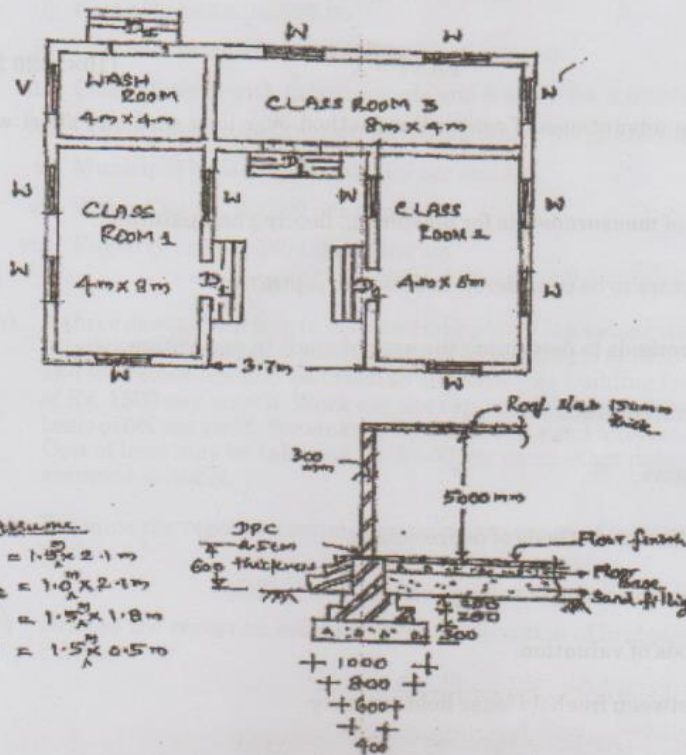 D2
W
W
WASH
ROOM
4m x 4m
V
CLASS ROOM 3
8m x 4m
W
W
CLASS
ROOM 1
4m x 8m
W
W
D
W
CLASS
ROOM 2
4m x 8m
D
W
W
W
3.7m
W
Roof slab 150mm
thick
300
mm
5000 mm
DPC
2.5cm
thickness
600
Floor finish
Floor
base
Sand filling
200
200
300
1000
800
600
400
Assume
= 1.5m x 2.1m
= 1.0m x 2.1m
= 1.5m x 1.8m
= 1.5m x 0.5m